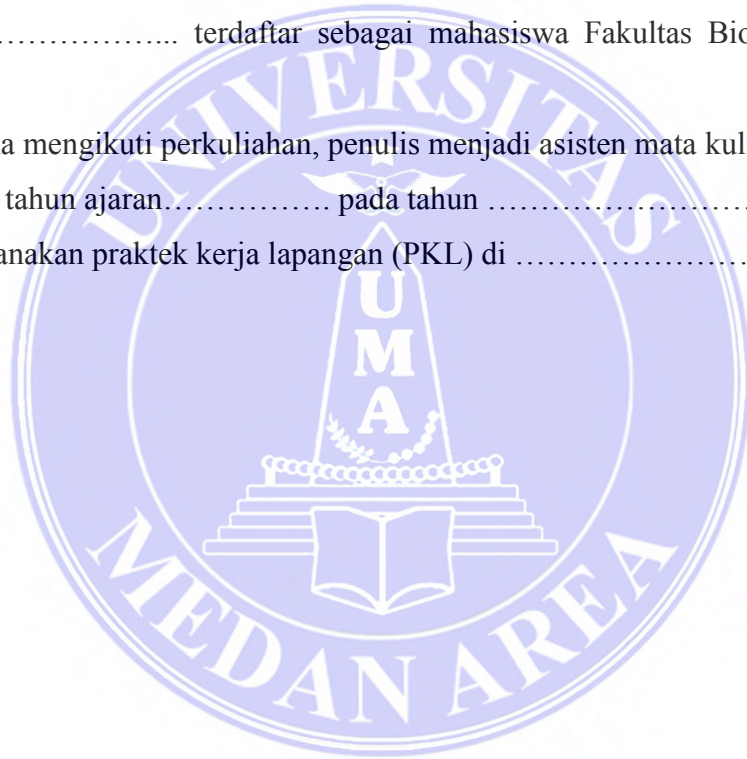 ……………... terdaftar sebagai mahasiswa Fakultas Bio
a mengikuti perkuliahan, penulis menjadi asisten mata kul
tahun ajaran……………. pada tahun ………………………
anakan praktek kerja lapangan (PKL) di ……………………
UNIVERSITAS
UMA
MEDAN AREA